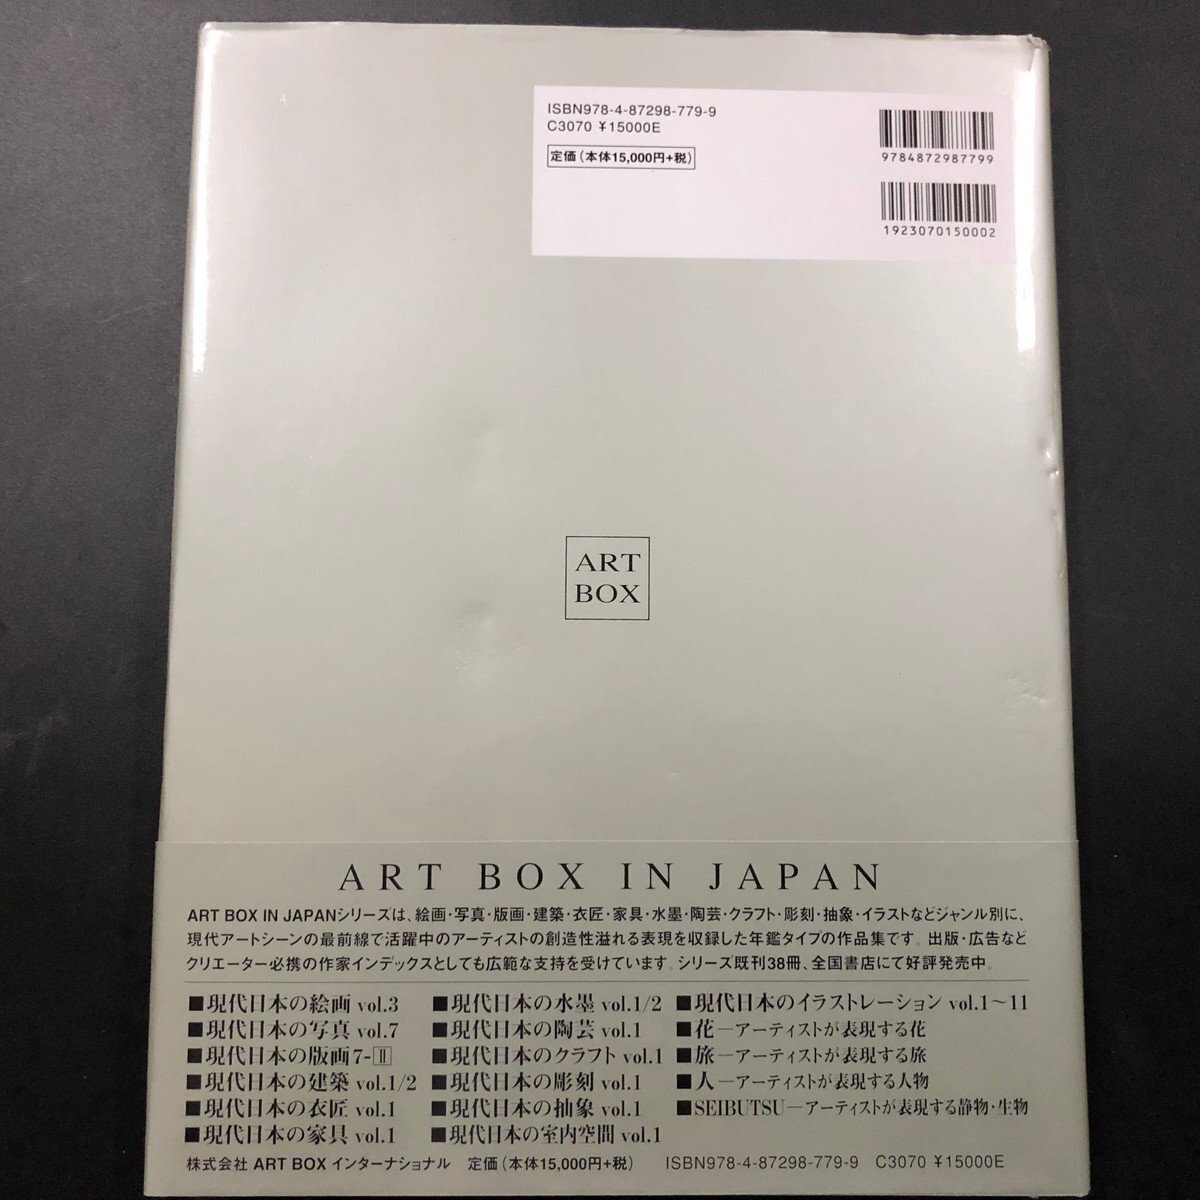 ISBN978-4-87298-779-9
C3070 ¥15000E
定価（本体15,000円+税）
9784872987799
1923070150002
ART
BOX
ART BOX IN JAPAN
ART BOX IN JAPANシリーズは、絵画・写真・版画・建築・衣匠・家具・水墨・陶芸・クラフト・彫刻・抽象・イラストなどジャンル別に、
現代アートシーンの最前線で活躍中のアーティストの創造性溢れる表現を収録した年鑑タイプの作品集です。出版・広告など
クリエーター必携の作家インデックスとしても広範な支持を受けています。シリーズ既刊38冊、全国書店にて好評発売中。
■現代日本の絵画 vol.3
■現代日本の写真 vol.7
■現代日本の版画 7-Ⅱ
■現代日本の建築 vol.1/2
■現代日本の衣匠 vol.1
■現代日本の家具 vol.1
■現代日本の水墨 vol.1/2
■現代日本の陶芸 vol.1
■現代日本のクラフト vol.1
■現代日本の彫刻 vol.1
■現代日本の抽象 vol.1
■現代日本の室内空間 vol.1
■現代日本のイラストレーション vol.1〜11
■花―アーティストが表現する花
■旅―アーティストが表現する旅
■人―アーティストが表現する人物
■SEIBUTSU―アーティストが表現する静物・生物
株式会社 ART BOX インターナショナル 定価（本体15,000円+税） ISBN978-4-87298-779-9 C3070 ¥15000E